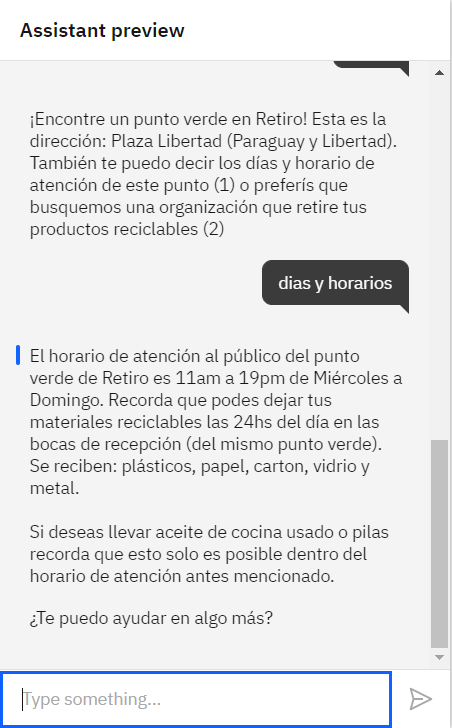 Assistant preview
¡Encontre un punto verde en Retiro! Esta es la
dirección: Plaza Libertad (Paraguay y Libertad).
También te puedo decir los días y horario de
atención de este punto (1) o preferís que
busquemos una organización que retire tus
productos reciclables (2)
dias y horarios
El horario de atención al público del punto
verde de Retiro es 11am a 19pm de Miércoles a
Domingo. Recorda que podes dejar tus
materiales reciclables las 24hs del día en las
bocas de recepción (del mismo punto verde).
Se reciben: plásticos, papel, carton, vidrio y
metal.
Si deseas llevar aceite de cocina usado o pilas
recorda que esto solo es posible dentro del
horario de atención antes mencionado.
¿Te puedo ayudar en algo más?
Type something...